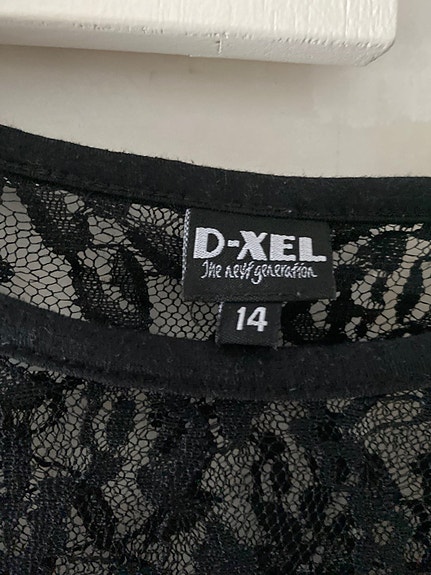 D-XEL
The next generation
14